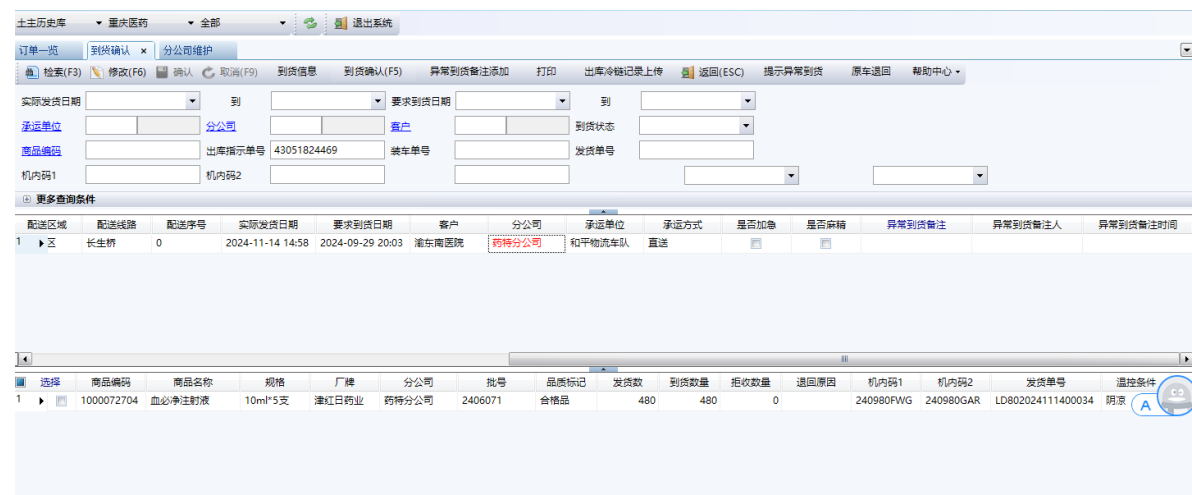 土主历史库 重庆医药 全部 退出系统
订单一览 到货确认 × 分公司维护
检索(F3) 修改(F6) 确认 取消(F9) 到货信息 到货确认(F5) 异常到货备注添加 打印 出库冷链记录上传 返回(ESC) 提示异常到货 原车退回 帮助中心
实际发货日期 到 要求到货日期 到
承运单位 分公司 客户 到货状态
商品编码 出库指示单号 43051824469 装车单号 发货单号
机内码1 机内码2
更多查询条件
配送区域 配送线路 配送序号 实际发货日期 要求到货日期 客户 分公司 承运单位 承运方式 是否加急 是否麻精 异常到货备注 异常到货备注人 异常到货备注时间
1 区 长生桥 0 2024-11-14 14:58 2024-09-29 20:03 渝东南医院 药特分公司 和平物流车队 直送
选择 商品编码 商品名称 规格 厂牌 分公司 批号 品质标记 发货数 到货数量 拒收数量 退回原因 机内码1 机内码2 发货单号 温控条件
1 1000072704 血必净注射液 10ml*5支 津红日药业 药特分公司 2406071 合格品 480 480 0 240980FWG 240980GAR LD802024111400034 阴凉
A